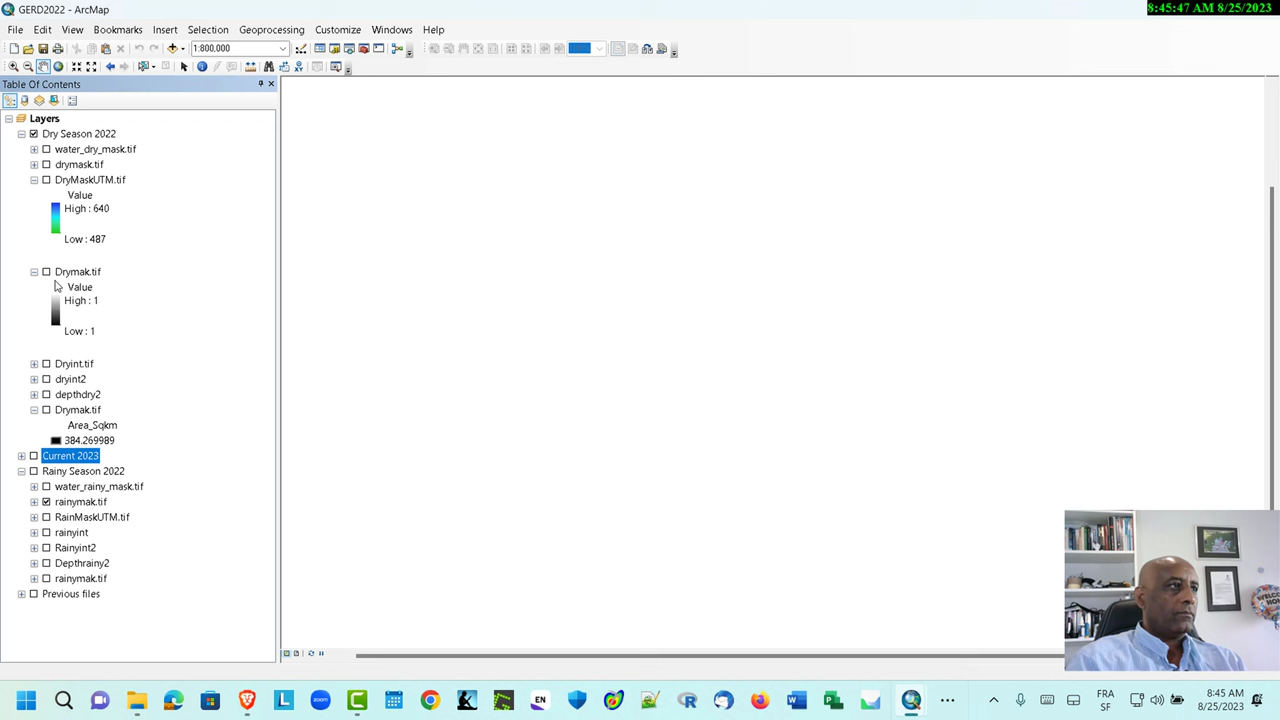 8:45:47 AM 8/25/2023
GERD2022 - ArcMap
File Edit View Bookmarks Insert Selection Geoprocessing Customize Windows Help
1:800,000
Table Of Contents
Layers
Dry Season 2022
water_dry_mask.tif
drymask.tif
DryMaskUTM.tif
Value
High : 640
Low : 487
Drymak.tif
Value
High : 1
Low : 1
Dryint.tif
dryint2
depthdry2
Drymak.tif
Area_Sqkm
384.269989
Current 2023
Rainy Season 2022
water_rainy_mask.tif
rainymak.tif
RainMaskUTM.tif
rainyint
Rainyint2
Depthrainy2
rainymak.tif
Previous files
WELCOME
HOME
zoom
EN
FRA
SF
8:45 AM
8/25/2023